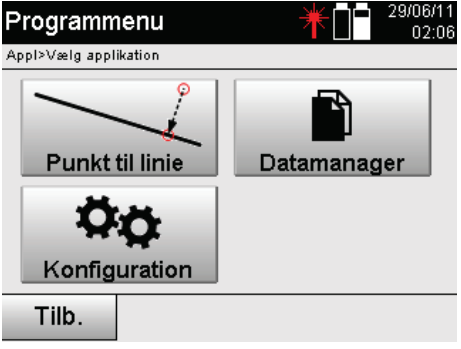 Programmenu
29/06/11
02:06
Appl>Vælg applikation
Punkt til linie
Datamanager
Konfiguration
Tilb.